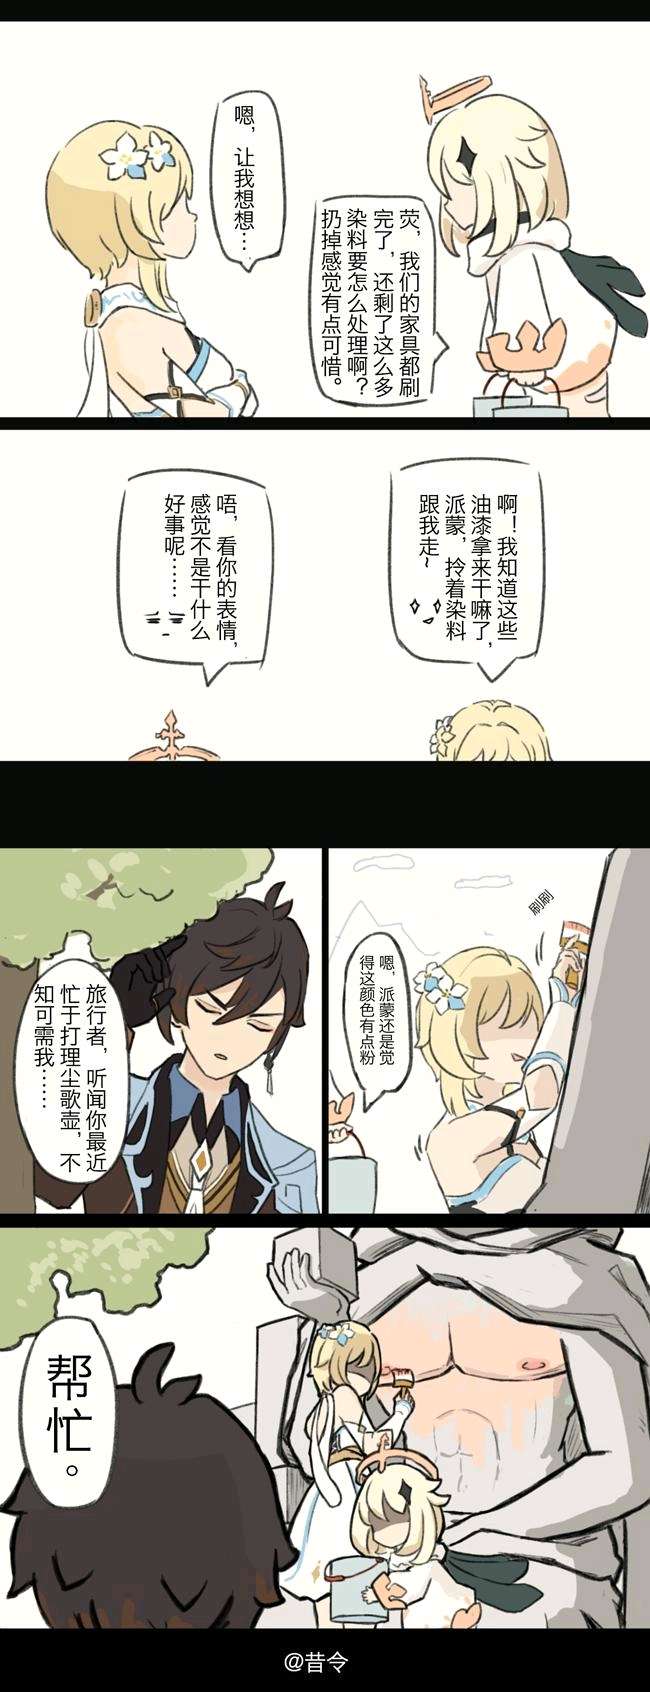 荧，我们的家具都刷
完了，还剩了这么多
染料要怎么处理啊？
扔掉感觉有点可惜。
嗯，让我想想…
啊！我知道这些
油漆拿来干嘛了，
派蒙，拎着染料
跟我走~
唔，看你的表情，
感觉不是干什么
好事呢……
刷刷
嗯，派蒙还是觉
得这颜色有点粉
旅行者，听闻你最近
忙于打理尘歌壶，不
知可需我……
帮忙。
@昔令